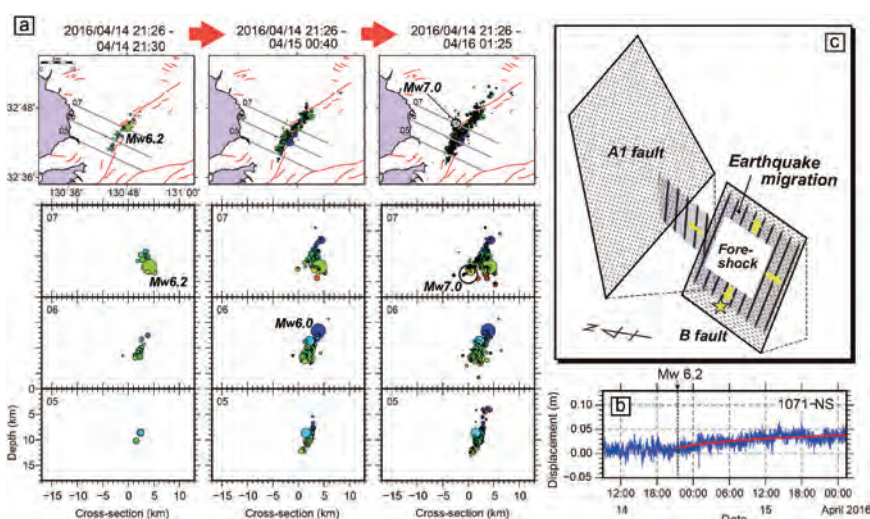 a
2016/04/14 21:26 –
04/14 21:30
2016/04/14 21:26 –
04/15 00:40
2016/04/14 21:26 –
04/16 01:25
32˚48'
32˚36'
07
05
Mw6.2
07
05
Mw7.0
07
05
130˚36'
130˚48'
131˚00'
07
Mw6.2
07
07
Mw7.0
06
06
Mw6.0
06
05
05
05
Depth (km)
0
5
10
15
−15
−10
−5
0
5
10
−15
−10
−5
0
5
10
−15
−10
−5
0
5
10
Cross-section (km)
Cross-section (km)
Cross-section (km)
c
A1 fault
Earthquake
migration
Fore-
shock
B fault
N
Mw 6.2
b
1071-NS
Displacement (m)
0.10
0.05
0.00
−0.05
12:00
18:00
00:00
06:00
12:00
18:00
00:00
14
15
April 2016